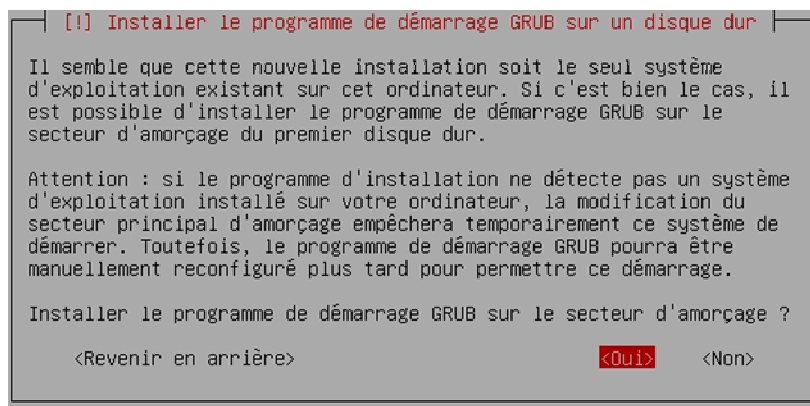 [!] Installer le programme de démarrage GRUB sur un disque dur
Il semble que cette nouvelle installation soit le seul système
d'exploitation existant sur cet ordinateur. Si c'est bien le cas, il
est possible d'installer le programme de démarrage GRUB sur le
secteur d'amorçage du premier disque dur.
Attention : si le programme d'installation ne détecte pas un système
d'exploitation installé sur votre ordinateur, la modification du
secteur principal d'amorçage empêchera temporairement ce système de
démarrer. Toutefois, le programme de démarrage GRUB pourra être
manuellement reconfiguré plus tard pour permettre ce démarrage.
Installer le programme de démarrage GRUB sur le secteur d'amorçage ?
<Revenir en arrière> <Oui> <Non>